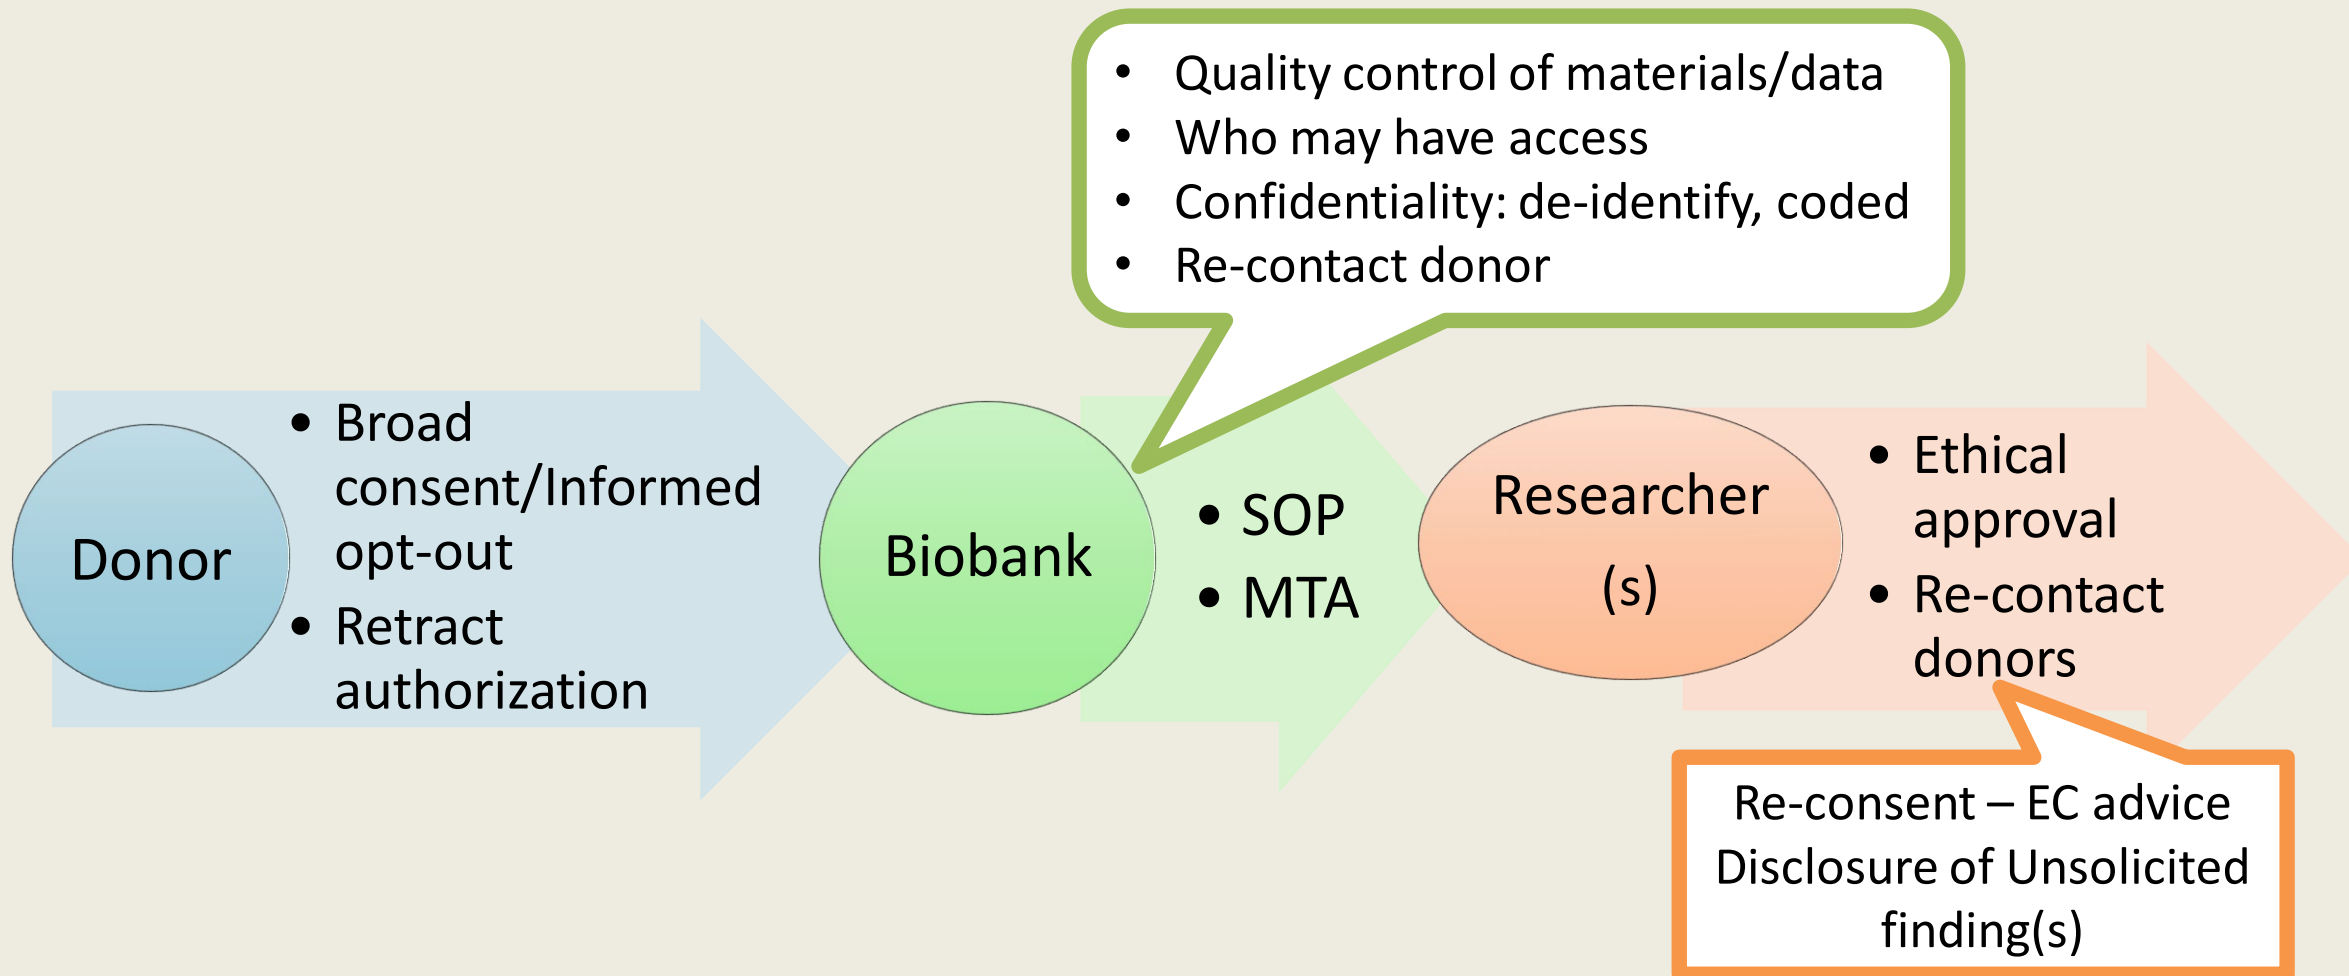 • Quality control of materials/data
• Who may have access
• Confidentiality: de-identify, coded
• Re-contact donor
Donor
• Broad
consent/Informed
opt-out
• Retract
authorization
Biobank
• SOP
• MTA
Researcher
(s)
• Ethical
approval
• Re-contact
donors
Re-consent – EC advice
Disclosure of Unsolicited
finding(s)